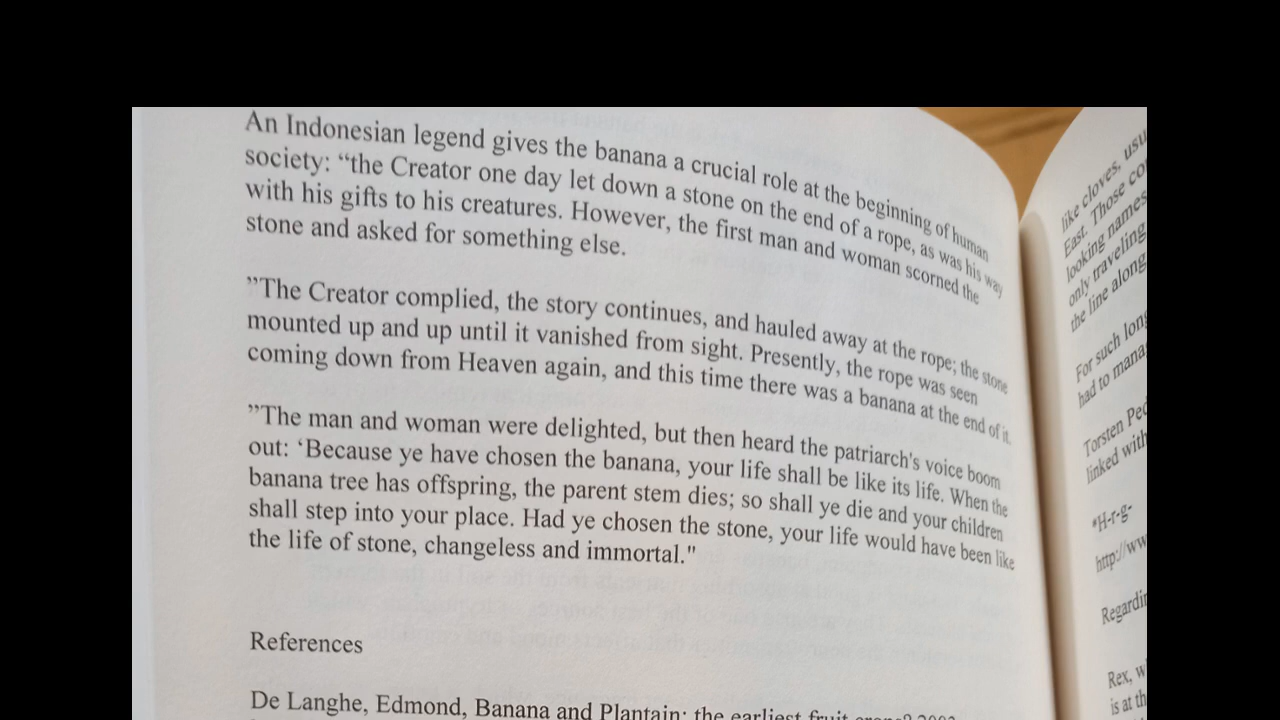 An Indonesian legend gives the banana a crucial role at the beginning of human
society: “the Creator one day let down a stone on the end of a rope, as was his way
with his gifts to his creatures. However, the first man and woman scorned the
stone and asked for something else.
”The Creator complied, the story continues, and hauled away at the rope; the stone
mounted up and up until it vanished from sight. Presently, the rope was seen
coming down from Heaven again, and this time there was a banana at the end of it.
”The man and woman were delighted, but then heard the patriarch's voice boom
out: ‘Because ye have chosen the banana, your life shall be like its life. When the
banana tree has offspring, the parent stem dies; so shall ye die and your children
shall step into your place. Had ye chosen the stone, your life would have been like
the life of stone, changeless and immortal."
References
De Langhe, Edmond, Banana and Plantain: the earliest fruit
like cloves, usu
East. Those co
looking names
only traveling
the line along
For such long
had to mana
Torsten Ped
linked with
*H-r-g-
http://ww
Regardin
Rex, w
is at th